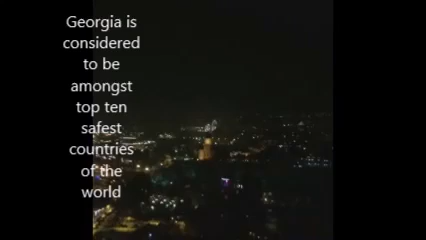 Georgia is
considered
to be
amongst
top ten
safest
countries
of the
world